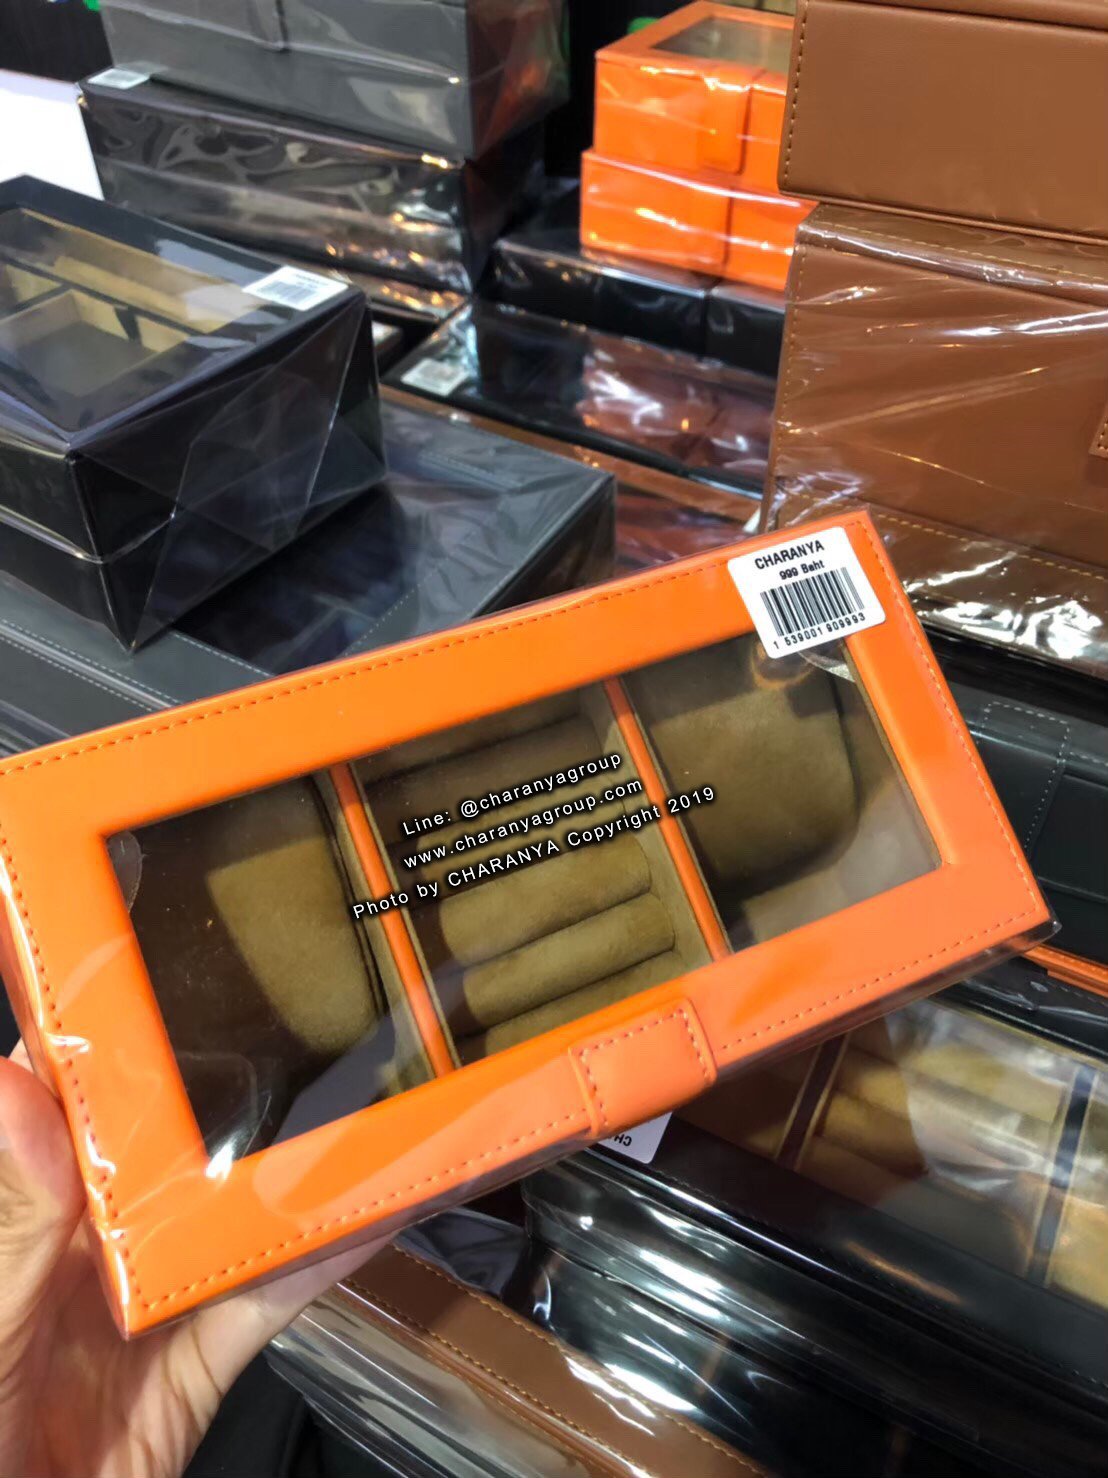 CHARANYA
999 Baht
1 539001 909993
Line: @charanyagroup
www.charanyagroup.com
Photo by CHARANYA Copyright 2019